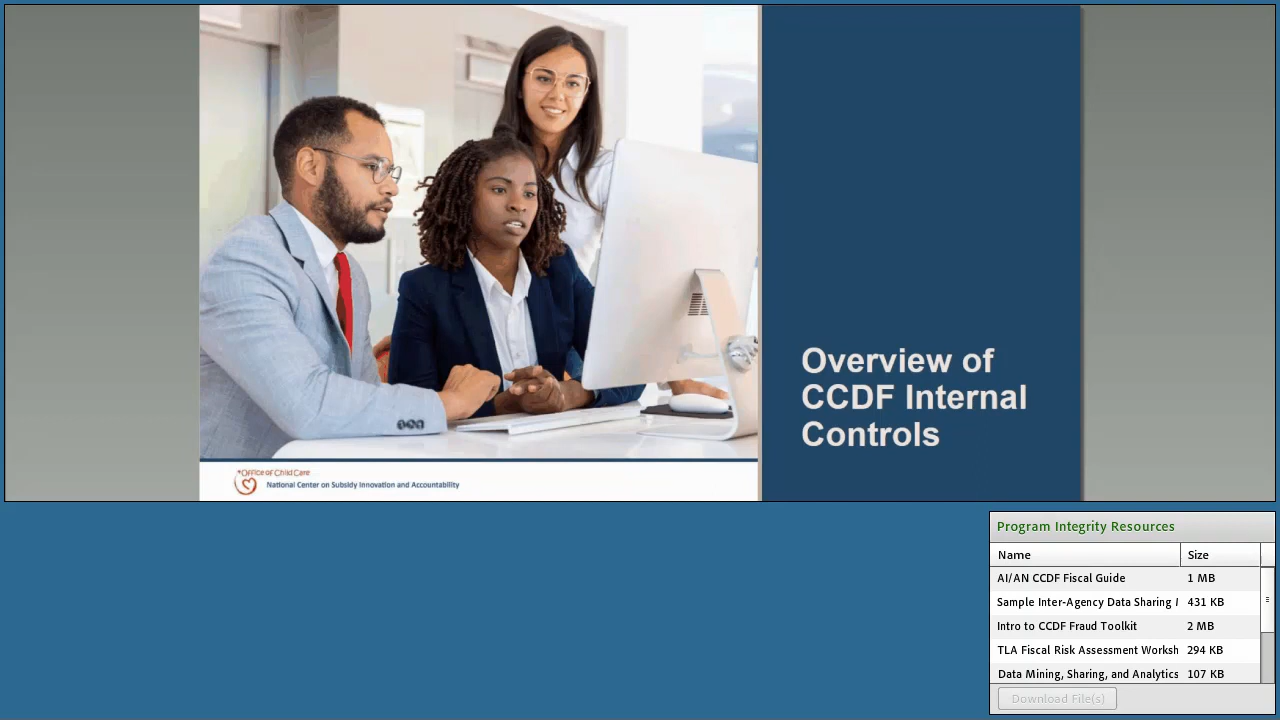 Overview of
CCDF Internal
Controls
Office of Child Care
National Center on Subsidy Innovation and Accountability
Program Integrity Resources
Name Size
AI/AN CCDF Fiscal Guide 1 MB
Sample Inter-Agency Data Sharing 431 KB
Intro to CCDF Fraud Toolkit 2 MB
TLA Fiscal Risk Assessment Worksh 294 KB
Data Mining, Sharing, and Analytics 107 KB
Download File(s)